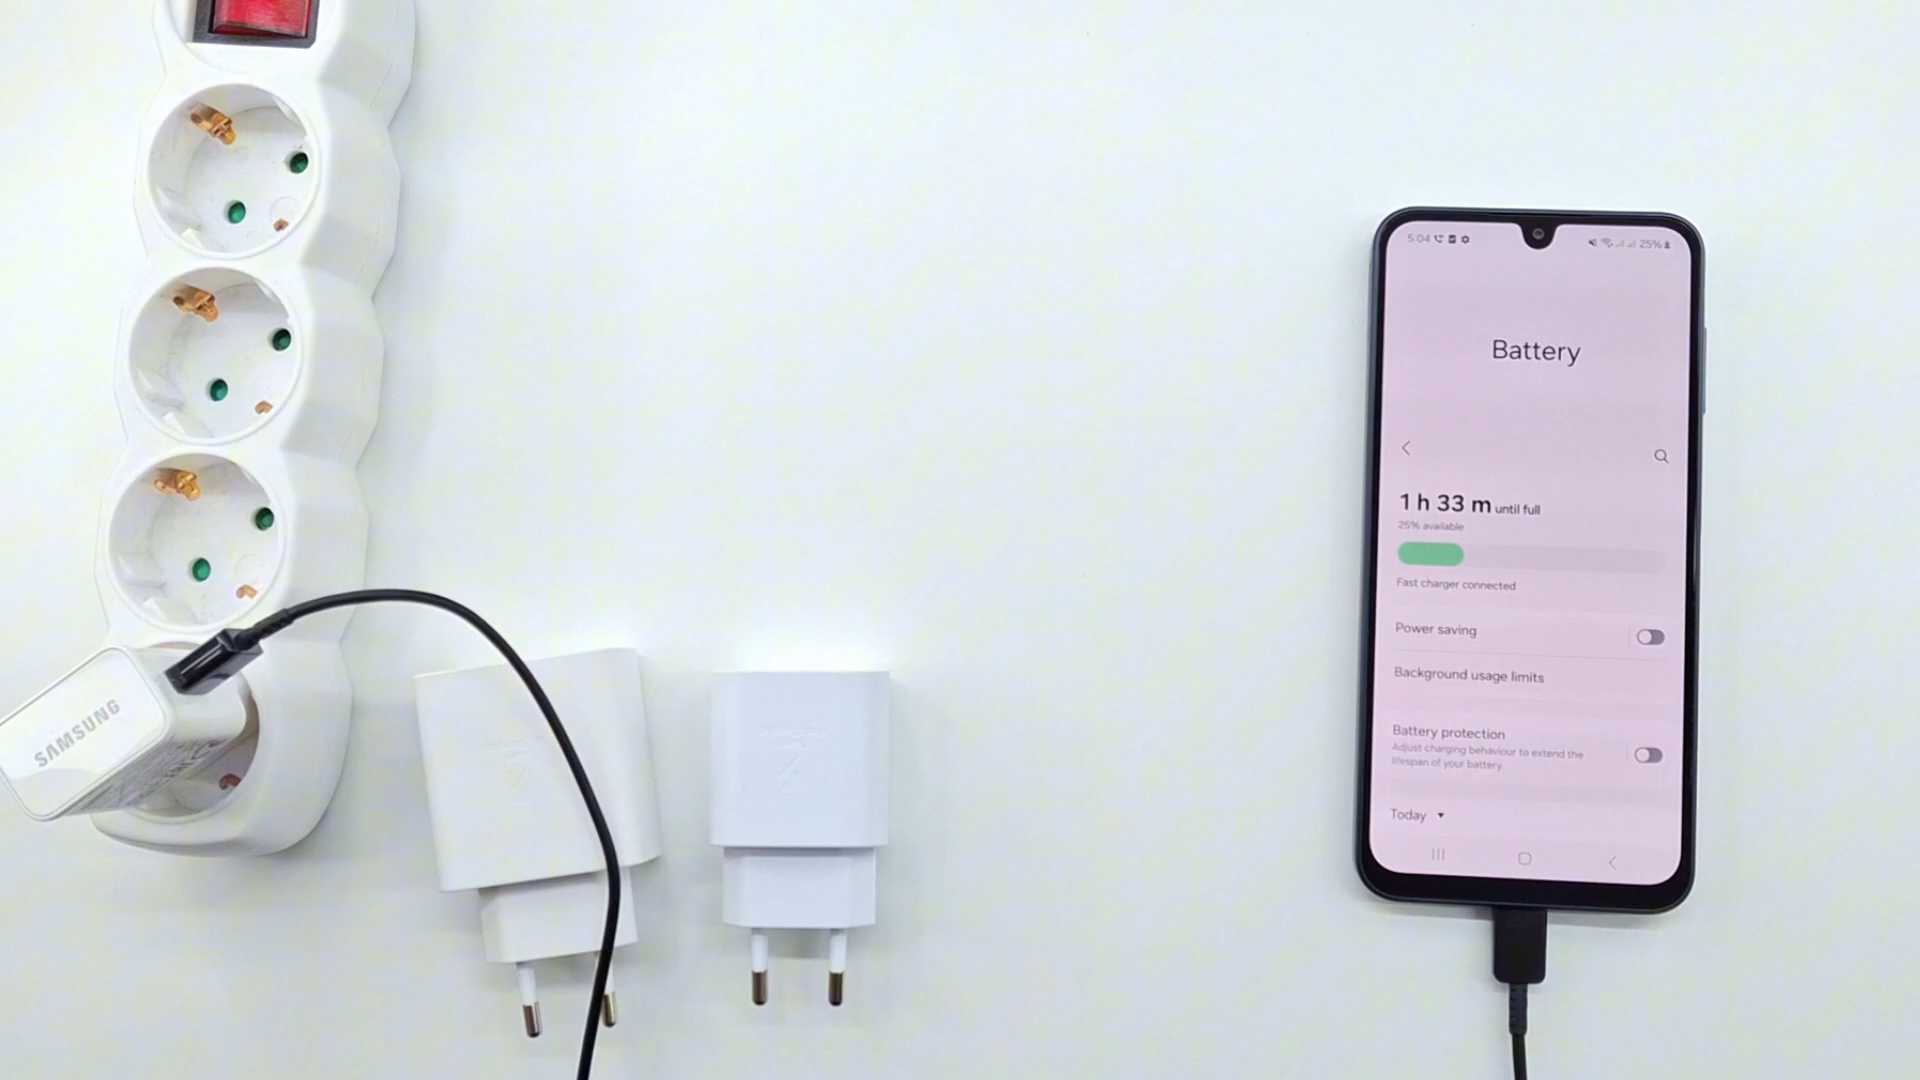 SAMSUNG
5:04
25%
Battery
1 h 33 m until full
25% available
Fast charger connected
Power saving
Background usage limits
Battery protection
Adjust charging behaviour to extend the
lifespan of your battery.
Today